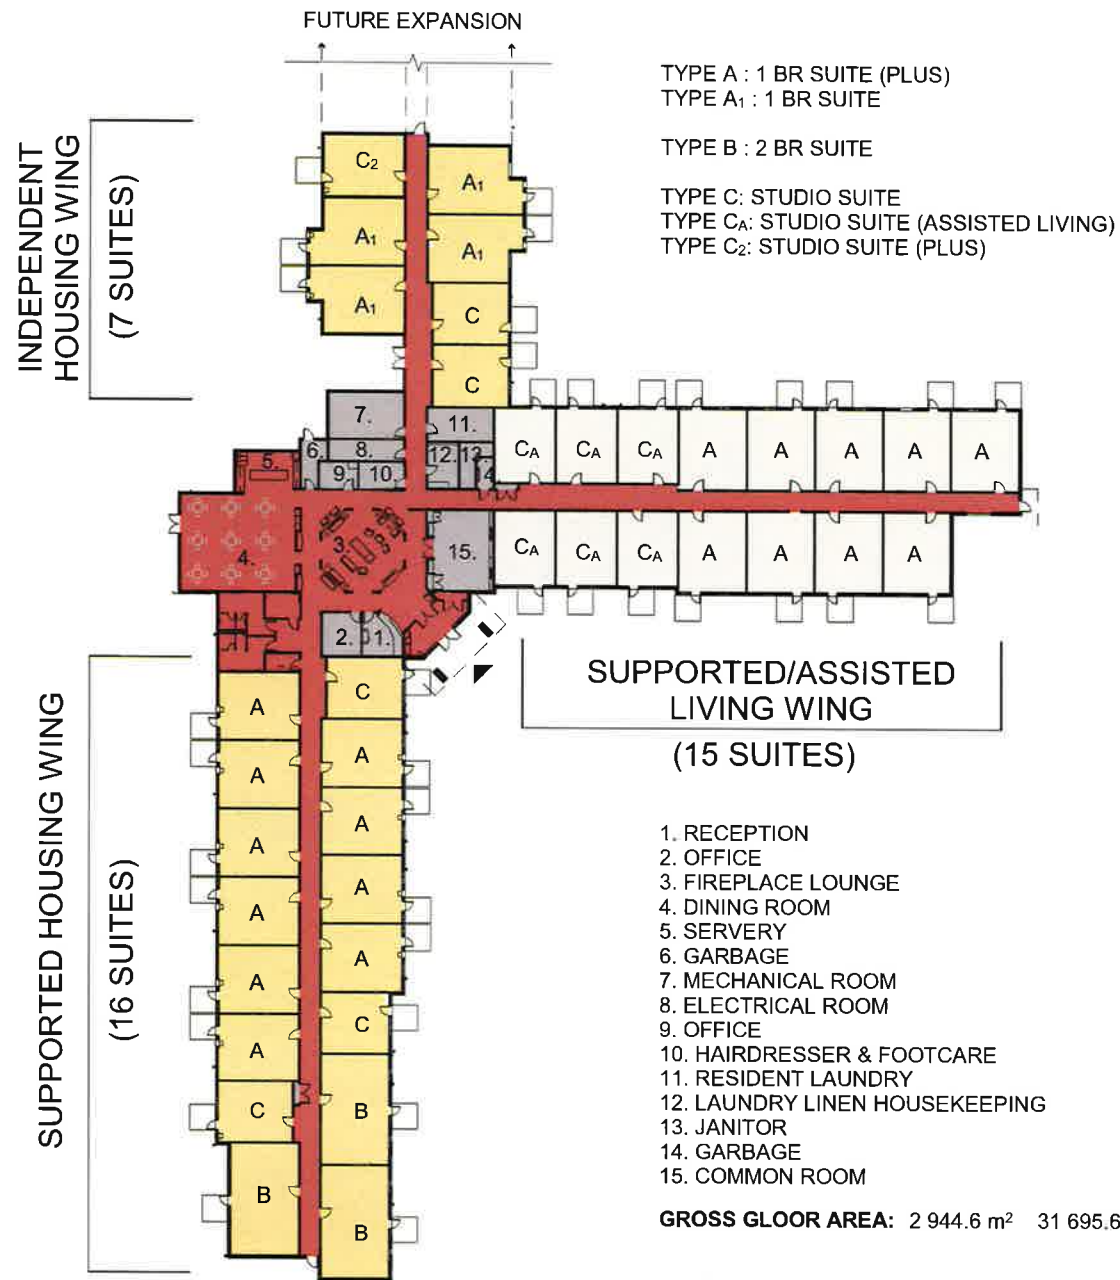 FUTURE EXPANSION
TYPE A : 1 BR SUITE (PLUS)
TYPE A₁ : 1 BR SUITE
TYPE B : 2 BR SUITE
TYPE C: STUDIO SUITE
TYPE CA: STUDIO SUITE (ASSISTED LIVING)
TYPE C₂: STUDIO SUITE (PLUS)
INDEPENDENT
HOUSING WING
(7 SUITES)
C₂
A₁
A₁
A₁
A₁
C
C
7.
11.
6.
8.
12.
13
9.
10.
14
5.
4.
3.
15.
2.
1.
CA
CA
CA
A
A
A
A
A
CA
CA
CA
A
A
A
A
SUPPORTED/ASSISTED
LIVING WING
(15 SUITES)
SUPPORTED HOUSING WING
(16 SUITES)
A
A
A
A
A
A
C
B
C
A
A
A
A
C
B
B
1. RECEPTION
2. OFFICE
3. FIREPLACE LOUNGE
4. DINING ROOM
5. SERVERY
6. GARBAGE
7. MECHANICAL ROOM
8. ELECTRICAL ROOM
9. OFFICE
10. HAIRDRESSER & FOOTCARE
11. RESIDENT LAUNDRY
12. LAUNDRY LINEN HOUSEKEEPING
13. JANITOR
14. GARBAGE
15. COMMON ROOM
GROSS GLOOR AREA: 2 944.6 m² 31 695.6